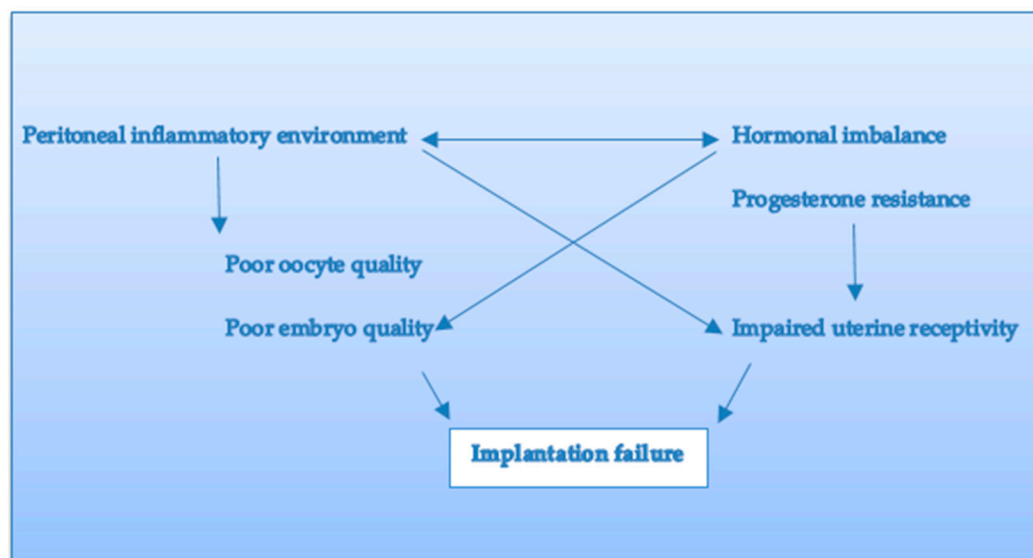 Peritoneal inflammatory environment
Hormonal imbalance
Progesterone resistance
Poor oocyte quality
Poor embryo quality
Impaired uterine receptivity
Implantation failure